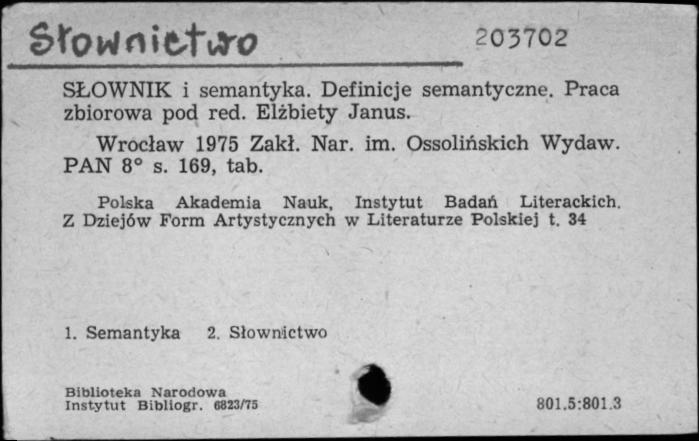 Słownictwo
203702
SŁOWNIK i semantyka. Definicje semantyczne. Praca
zbiorowa pod red. Elżbiety Janus.
Wrocław 1975 Zakł. Nar. im. Ossolińskich Wydaw.
PAN 8° s. 169, tab.
Polska Akademia Nauk, Instytut Badań Literackich.
Z Dziejów Form Artystycznych w Literaturze Polskiej t. 34
1. Semantyka 2. Słownictwo
Biblioteka Narodowa
Instytut Bibliogr. 6823/75
801.5:801.3